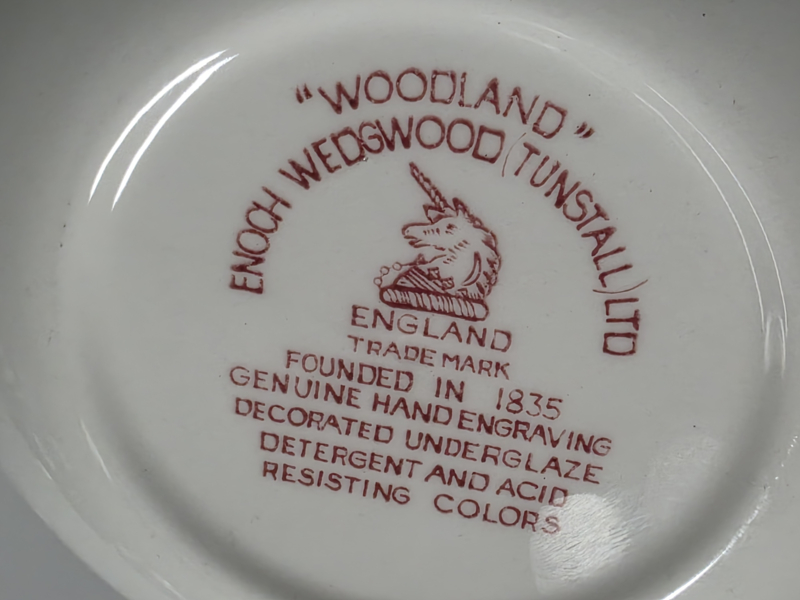 "WOODLAND"
ENOCH WEDGWOOD (TUNSTALL) LTD
ENGLAND
TRADE MARK
FOUNDED IN 1835
GENUINE HAND ENGRAVING
DECORATED UNDERGLAZE
DETERGENT AND ACID
RESISTING COLORS